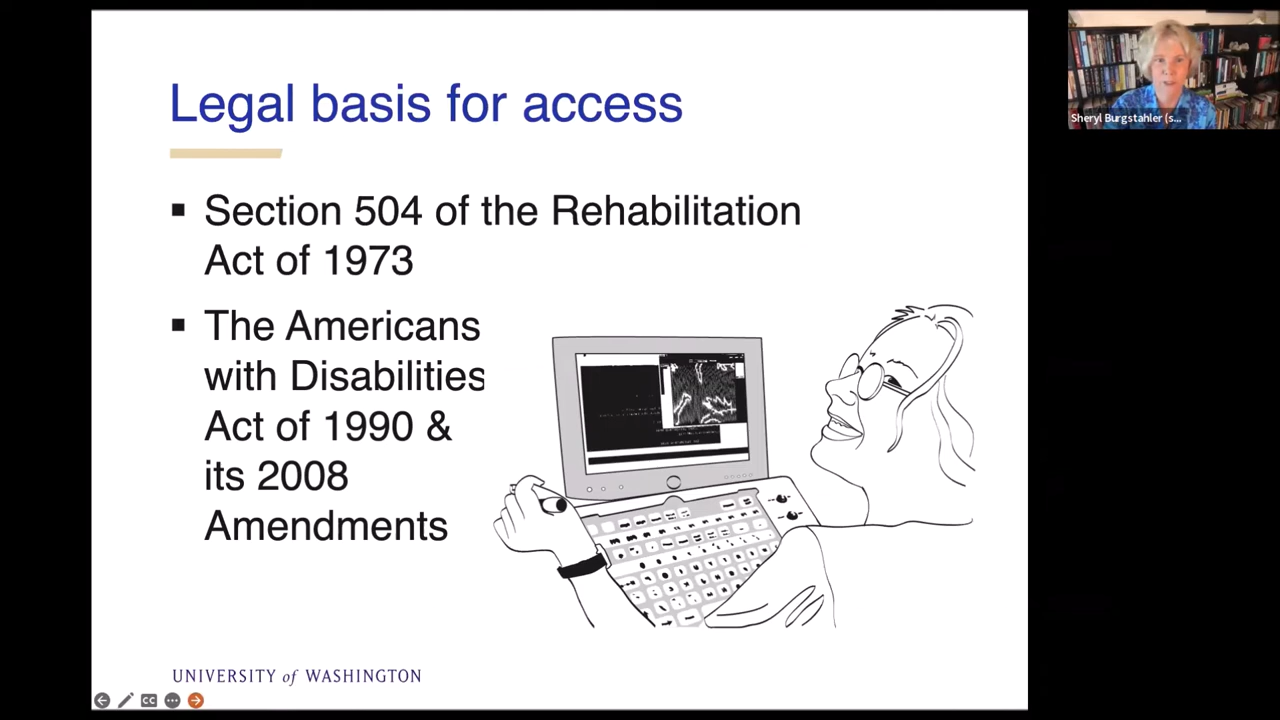 Legal basis for access
▪ Section 504 of the Rehabilitation
Act of 1973
▪ The Americans
with Disabilities
Act of 1990 &
its 2008
Amendments
UNIVERSITY of WASHINGTON
CC
Sheryl Burgstahler (s...